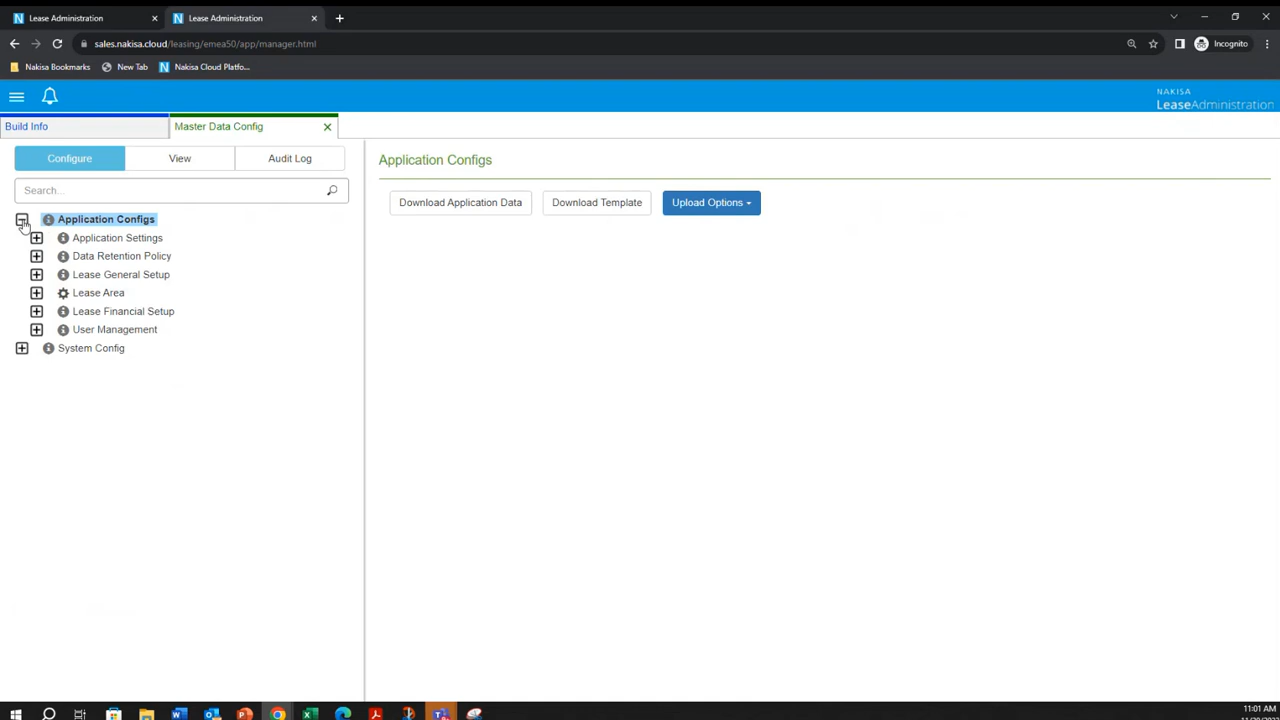 Lease Administration
Lease Administration
sales.nakisa.cloud/leasing/emea50/app/manager.html
Incognito
Nakisa Bookmarks
New Tab
Nakisa Cloud Platfo...
NAKISA
LeaseAdministration
Build Info
Master Data Config
Configure
View
Audit Log
Application Configs
Search...
Download Application Data
Download Template
Upload Options
Application Configs
Application Settings
Data Retention Policy
Lease General Setup
Lease Area
Lease Financial Setup
User Management
System Config
11:01 AM